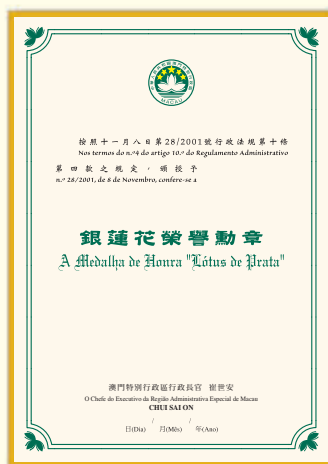 MACAU
按照十一月八日第28/2001號行政法規第十條
Nos termos do n.º4 do artigo 10.º do Regulamento Administrativo
第四款之規定，頒授予
n.º 28/2001, de 8 de Novembro, confere-se a
銀蓮花榮譽勳章
A Medalha de Honra "Lótus de Prata"
澳門特別行政區行政長官 崔世安
O Chefe do Executivo da Região Administrativa Especial de Macau
CHUI SAI ON
/ /
日(Dia) 月(Mês) 年(Ano)